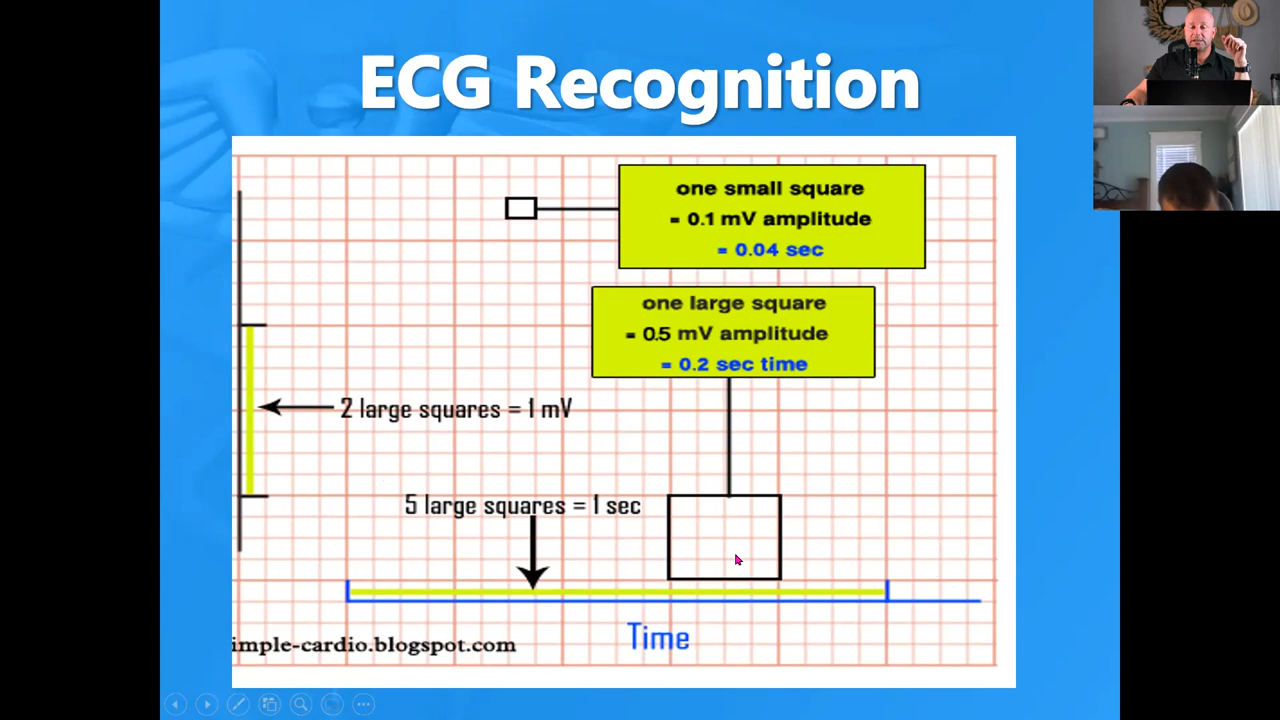 ECG Recognition
one small square
= 0.1 mV amplitude
= 0.04 sec
one large square
= 0.5 mV amplitude
= 0.2 sec time
2 large squares = 1 mV
5 large squares = 1 sec
Time
imple-cardio.blogspot.com